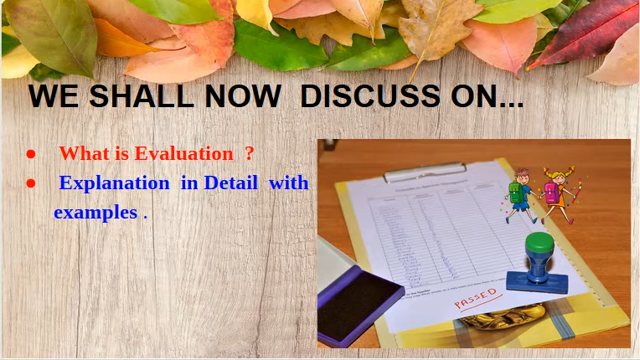 WE SHALL NOW DISCUSS ON...
● What is Evaluation ?
● Explanation in Detail with
examples .
PASSED